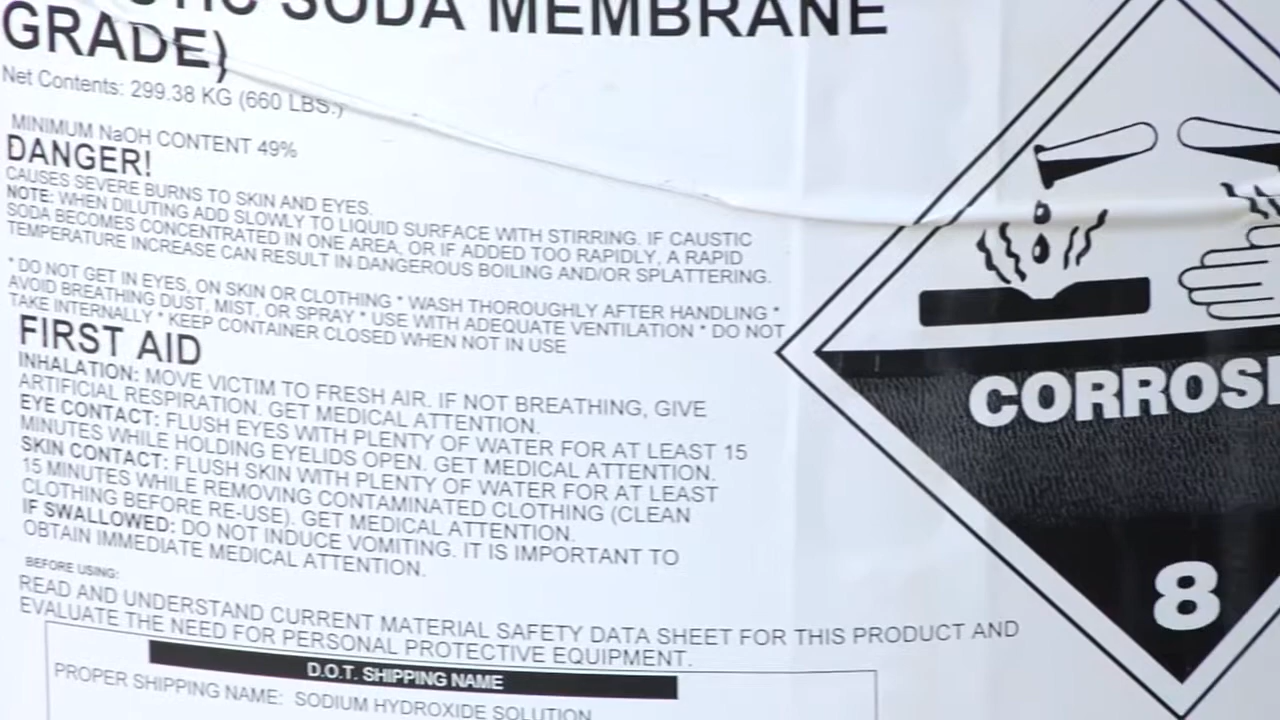 SODA MEMBRANE
GRADE)
Net Contents: 299.38 KG (660 LBS.)
MINIMUM NaOH CONTENT 49%
DANGER!
CAUSES SEVERE BURNS TO SKIN AND EYES.
NOTE: WHEN DILUTING ADD SLOWLY TO LIQUID SURFACE WITH STIRRING. IF CAUSTIC
SODA BECOMES CONCENTRATED IN ONE AREA, OR IF ADDED TOO RAPIDLY, A RAPID
TEMPERATURE INCREASE CAN RESULT IN DANGEROUS BOILING AND/OR SPLATTERING.
* DO NOT GET IN EYES, ON SKIN OR CLOTHING * WASH THOROUGHLY AFTER HANDLING *
AVOID BREATHING DUST, MIST, OR SPRAY * USE WITH ADEQUATE VENTILATION * DO NOT
TAKE INTERNALLY * KEEP CONTAINER CLOSED WHEN NOT IN USE
FIRST AID
INHALATION: MOVE VICTIM TO FRESH AIR. IF NOT BREATHING, GIVE
ARTIFICIAL RESPIRATION. GET MEDICAL ATTENTION.
EYE CONTACT: FLUSH EYES WITH PLENTY OF WATER FOR AT LEAST 15
MINUTES WHILE HOLDING EYELIDS OPEN. GET MEDICAL ATTENTION.
SKIN CONTACT: FLUSH SKIN WITH PLENTY OF WATER FOR AT LEAST
15 MINUTES WHILE REMOVING CONTAMINATED CLOTHING (CLEAN
CLOTHING BEFORE RE-USE). GET MEDICAL ATTENTION.
IF SWALLOWED: DO NOT INDUCE VOMITING. IT IS IMPORTANT TO
OBTAIN IMMEDIATE MEDICAL ATTENTION.
BEFORE USING:
READ AND UNDERSTAND CURRENT MATERIAL SAFETY DATA SHEET FOR THIS PRODUCT AND
EVALUATE THE NEED FOR PERSONAL PROTECTIVE EQUIPMENT.
D.O.T. SHIPPING NAME
PROPER SHIPPING NAME: SODIUM HYDROXIDE SOLUTION
CORROSI
8